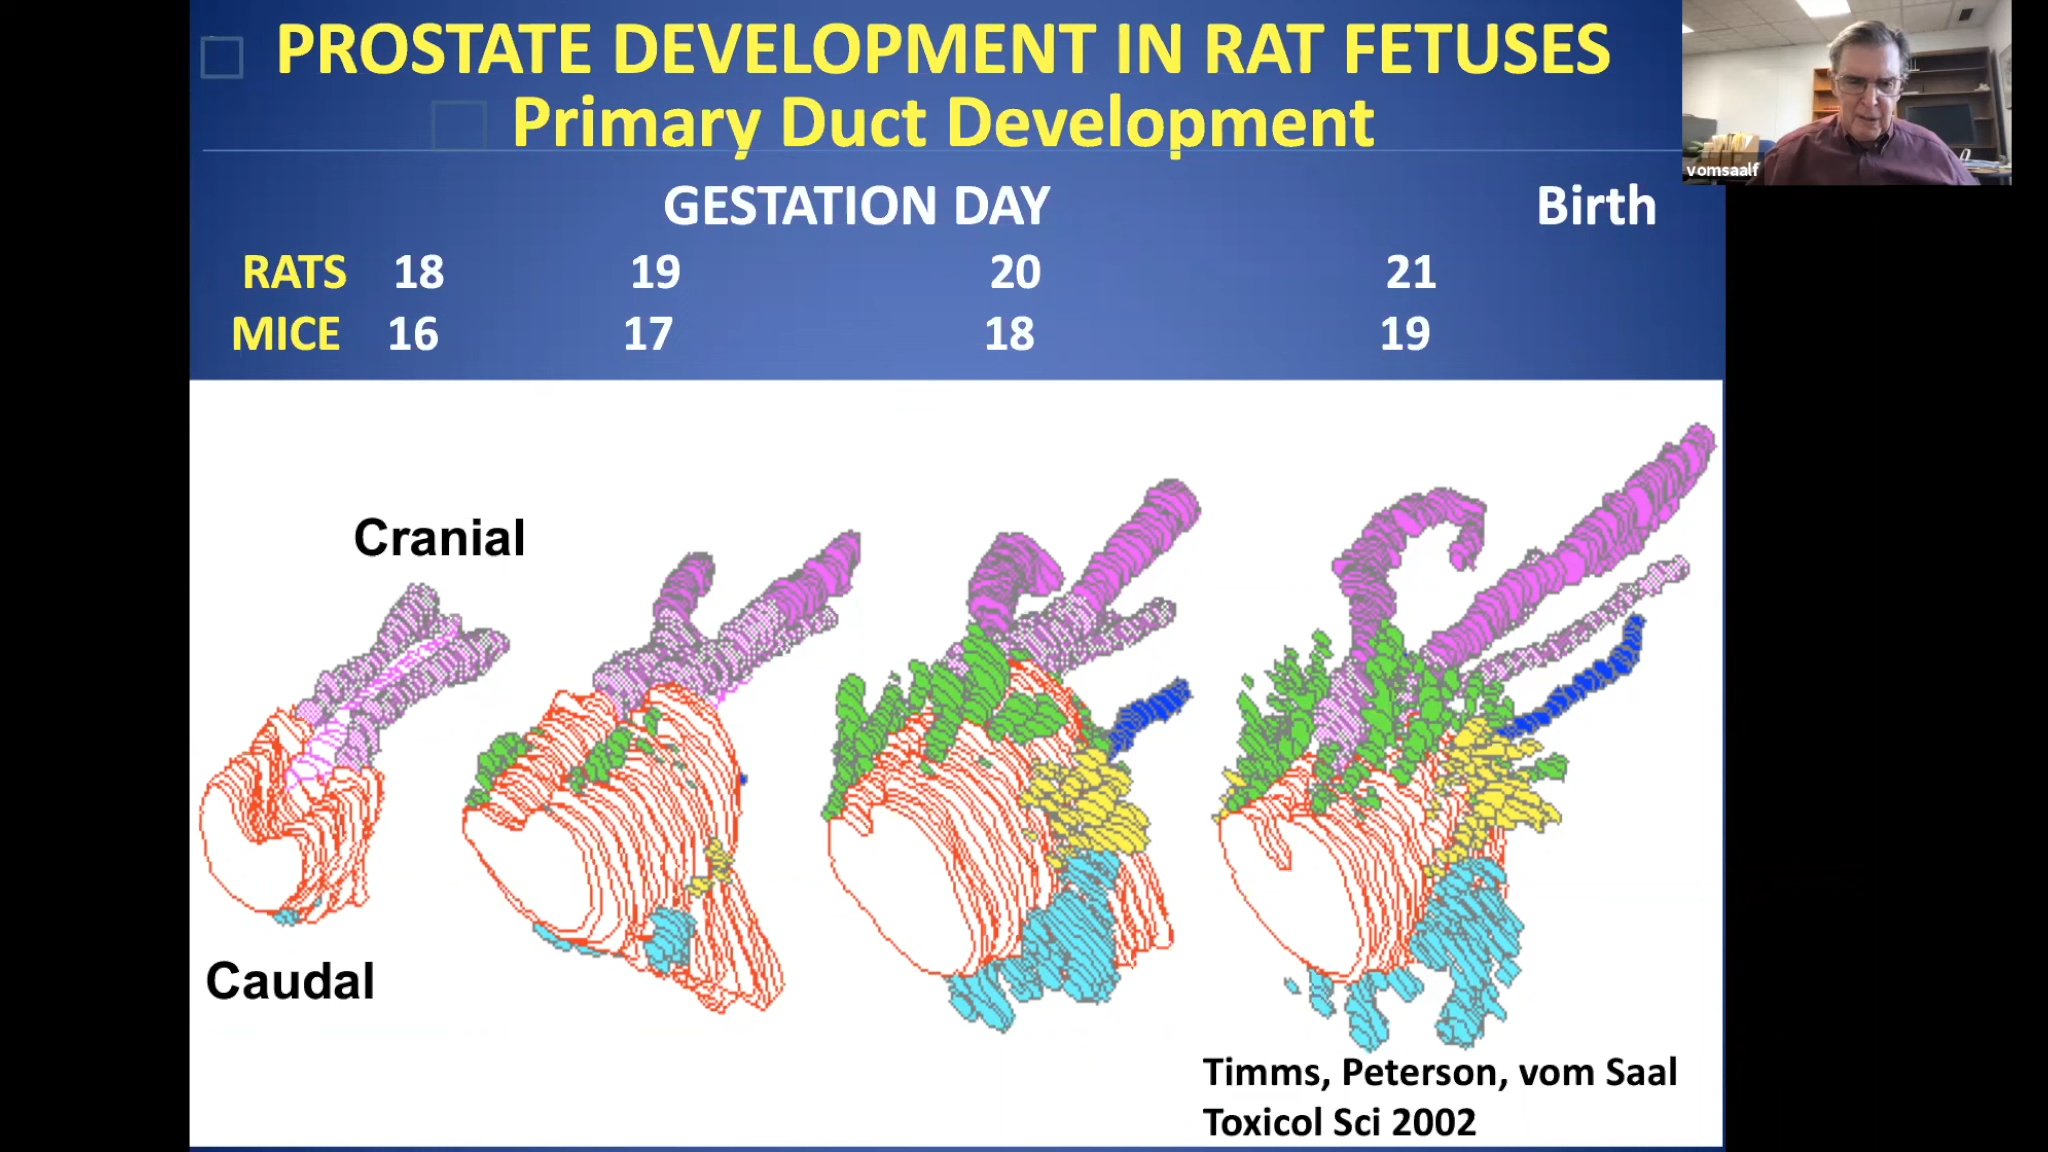 PROSTATE DEVELOPMENT IN RAT FETUSES
Primary Duct Development
vomsaalf
GESTATION DAY Birth
RATS 18 19 20 21
MICE 16 17 18 19
Cranial
Caudal
Timms, Peterson, vom Saal
Toxicol Sci 2002